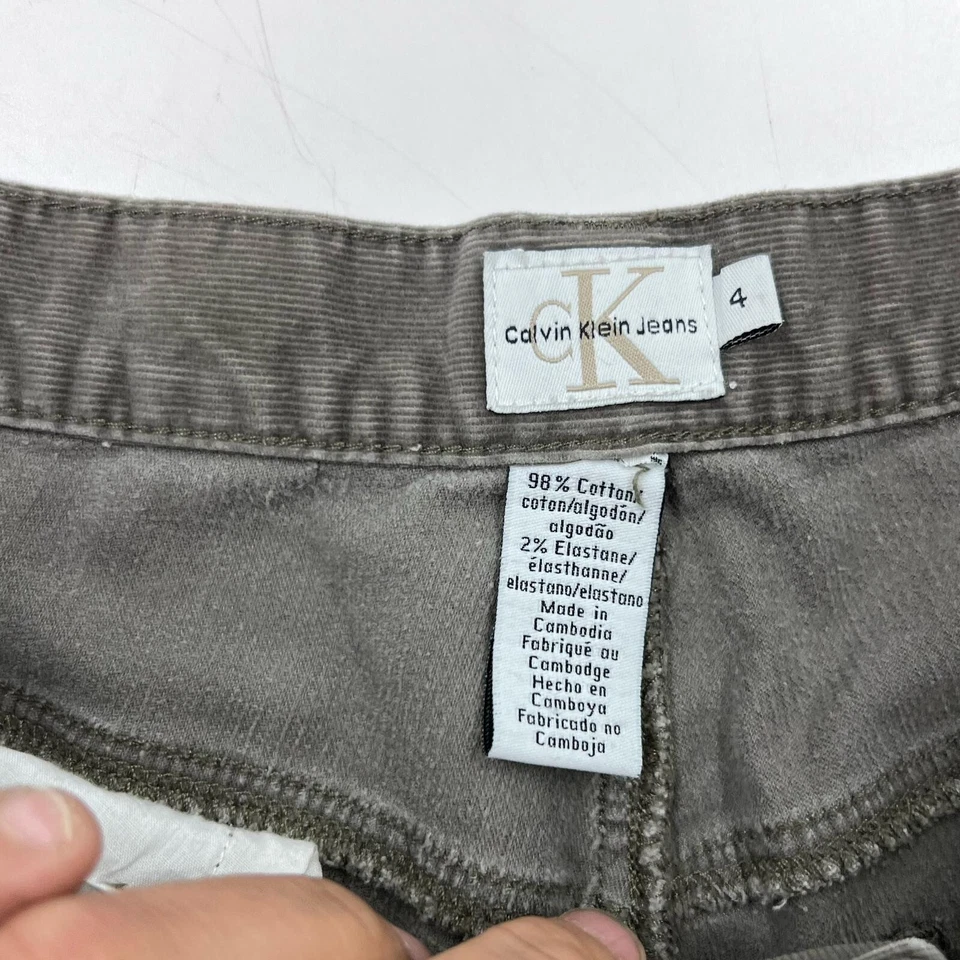 CK
Calvin Klein Jeans
4
98% Cotton/
coton/algodón/
algodão
2% Elastane/
élasthanne/
elastano/elastano
Made in
Cambodia
Fabriqué au
Cambodge
Hecho en
Camboya
Fabricado no
Camboja